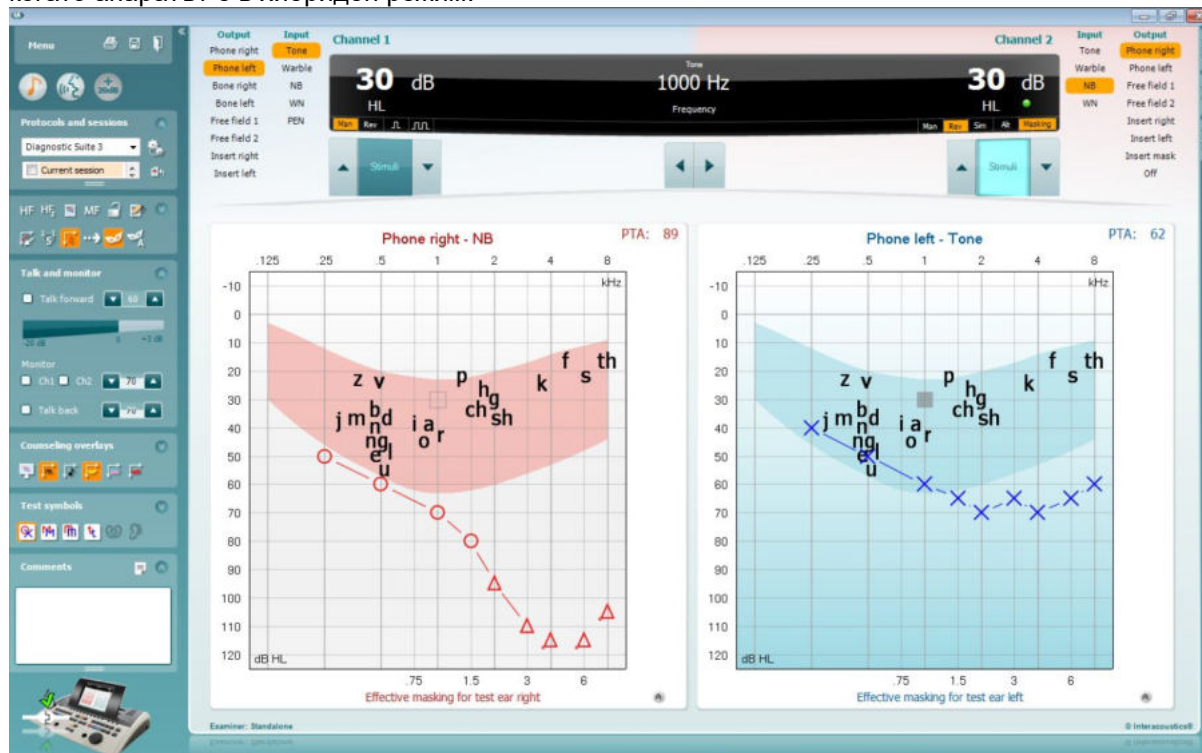 Menu
Output Input Channel 1
Phone right Tone
Phone left Warble
Bone right NB
Bone left WN
Free field 1 PEN
Free field 2
Insert right
Insert left
30 dB
HL
Man Rev
Tone
1000 Hz
Frequency
30 dB
HL
Man Rev Sim Alt Masking
Channel 2 Input Output
Tone Phone right
Warble Phone left
NB Free field 1
WN Free field 2
Insert right
Insert left
Insert mask
Off
Stimuli
Stimuli
+
20dB
Protocols and sessions
Diagnostic Suite 3
Current session
HF MF
Talk and monitor
Talk forward 60
-20 dB 0 +3 dB
Monitor
Ch1 Ch2 70
Talk back 70
Counseling overlays
Test symbols
Comments
Phone right - NB PTA: 89
.125 .25 .5 1 2 4 8
kHz
-10
0
10
20
30
40
50
60
70
80
90
100
110
120
dB HL
z v p h g k f s th
j m b d n ng e l u i a o r ch sh
.75 1.5 3 6
Effective masking for test ear right
Phone left - Tone PTA: 62
.125 .25 .5 1 2 4 8
kHz
-10
0
10
20
30
40
50
60
70
80
90
100
110
120
dB HL
z v p h g k f s th
j m b d n ng e l u i a o r ch sh
.75 1.5 3 6
Effective masking for test ear left
Examiner: Standalone
© Interacoustics®